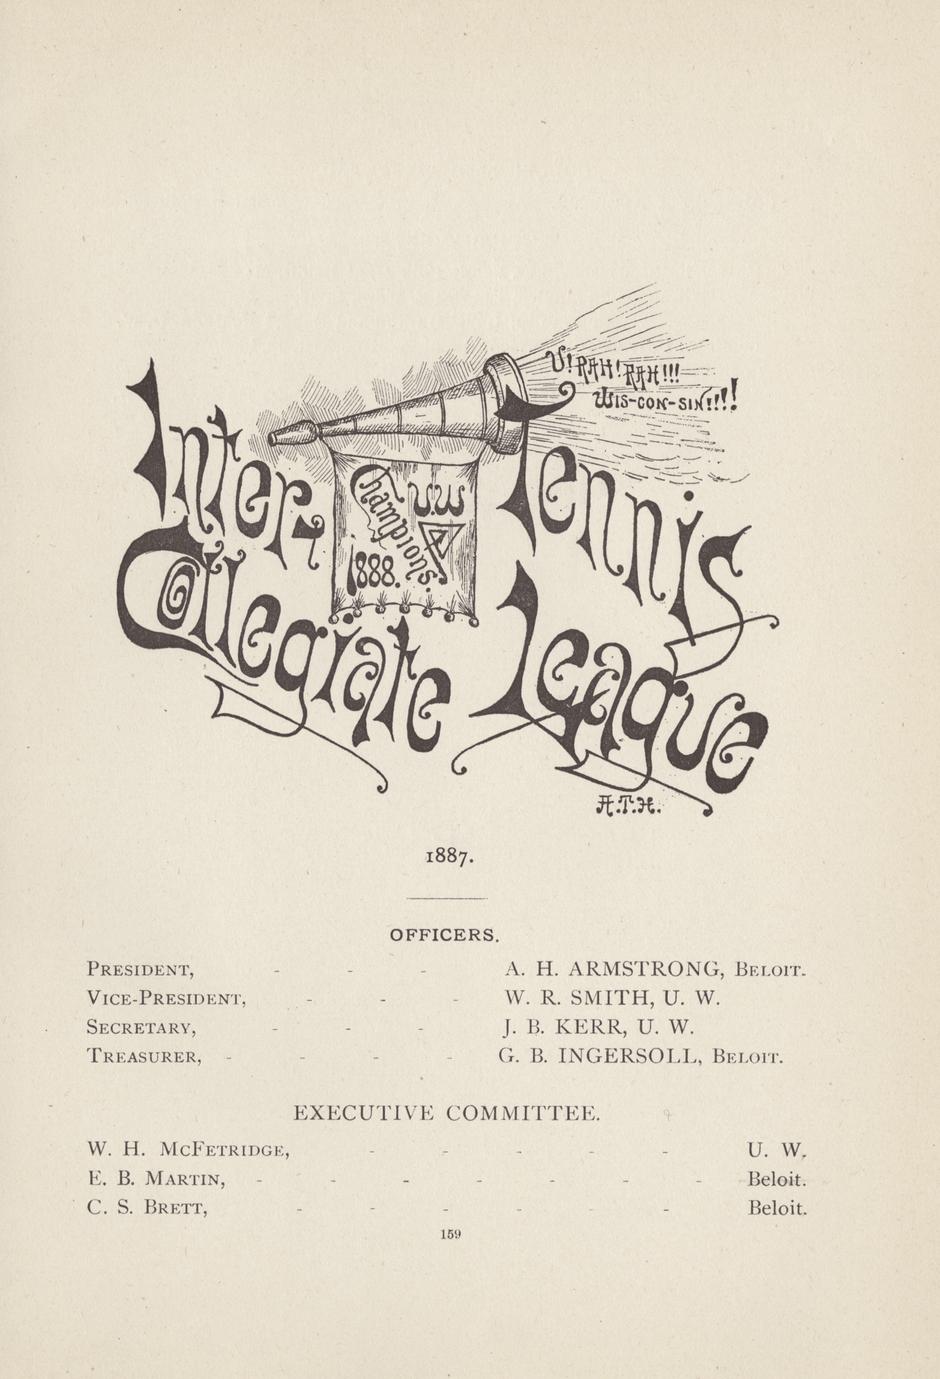 U! RAH! RAH!!!
WIS-CON-SIN!!!!!
Inter-
Collegiate
Tennis
League
U.W
Champions.
1888.
A.T.H.
1887.
OFFICERS.
PRESIDENT, - - - A. H. ARMSTRONG, BELOIT.
VICE-PRESIDENT, - - - W. R. SMITH, U. W.
SECRETARY, - - - J. B. KERR, U. W.
TREASURER, - - - - G. B. INGERSOLL, BELOIT.
EXECUTIVE COMMITTEE.
W. H. MCFETRIDGE, - - - - - U. W.
E. B. MARTIN, - - - - - - - Beloit.
C. S. BRETT, - - - - - - Beloit.
159